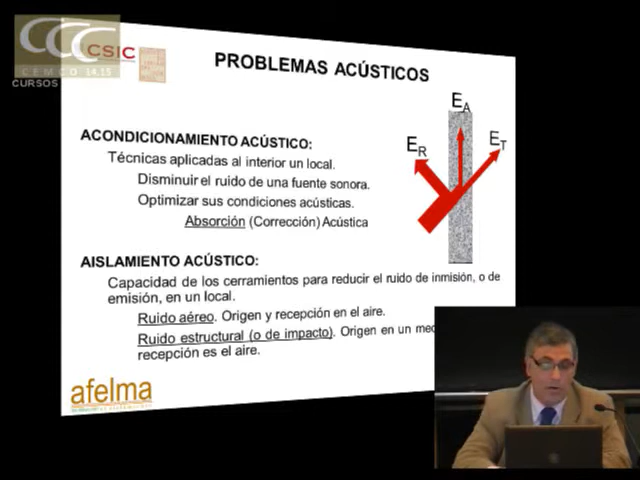 CCC
CSIC
CEMCO 14.15
CURSOS
PROBLEMAS ACÚSTICOS
ACONDICIONAMIENTO ACÚSTICO:
Técnicas aplicadas al interior un local.
Disminuir el ruido de una fuente sonora.
Optimizar sus condiciones acústicas.
Absorción (Corrección) Acústica
EA
ER
ET
AISLAMIENTO ACÚSTICO:
Capacidad de los cerramientos para reducir el ruido de inmisión, o de
emisión, en un local.
Ruido aéreo. Origen y recepción en el aire.
Ruido estructural (o de impacto). Origen en un
recepción es el aire.
afelma